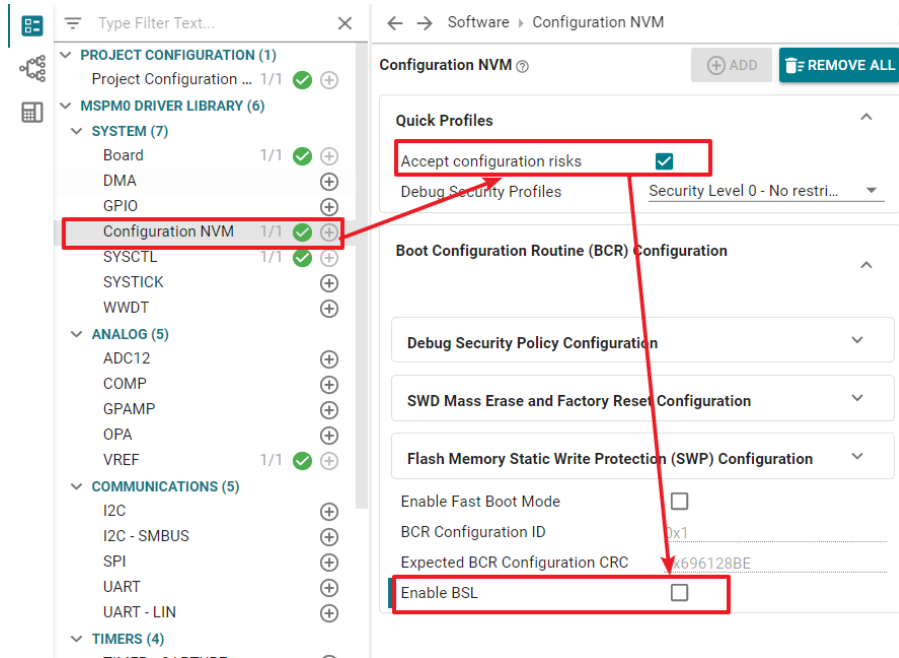 Type Filter Text...
PROJECT CONFIGURATION (1)
Project Configuration ... 1/1
MSPM0 DRIVER LIBRARY (6)
SYSTEM (7)
Board 1/1
DMA
GPIO
Configuration NVM 1/1
SYSCTL 1/1
SYSTICK
WWDT
ANALOG (5)
ADC12
COMP
GPAMP
OPA
VREF 1/1
COMMUNICATIONS (5)
I2C
I2C - SMBUS
SPI
UART
UART - LIN
TIMERS (4)
Software Configuration NVM
Configuration NVM ADD REMOVE ALL
Quick Profiles
Accept configuration risks
Debug Security Profiles Security Level 0 - No restri...
Boot Configuration Routine (BCR) Configuration
Debug Security Policy Configuration
SWD Mass Erase and Factory Reset Configuration
Flash Memory Static Write Protection (SWP) Configuration
Enable Fast Boot Mode
BCR Configuration ID 0x1
Expected BCR Configuration CRC 0x696128BE
Enable BSL